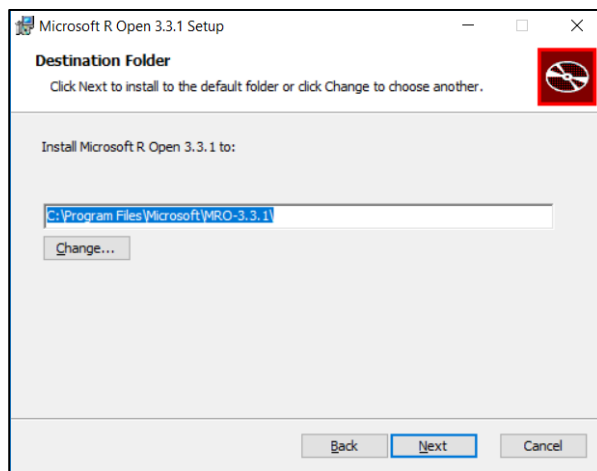 Microsoft R Open 3.3.1 Setup
Destination Folder
Click Next to install to the default folder or click Change to choose another.
Install Microsoft R Open 3.3.1 to:
C:\Program Files\Microsoft\MRO-3.3.1\
Change...
Back Next Cancel